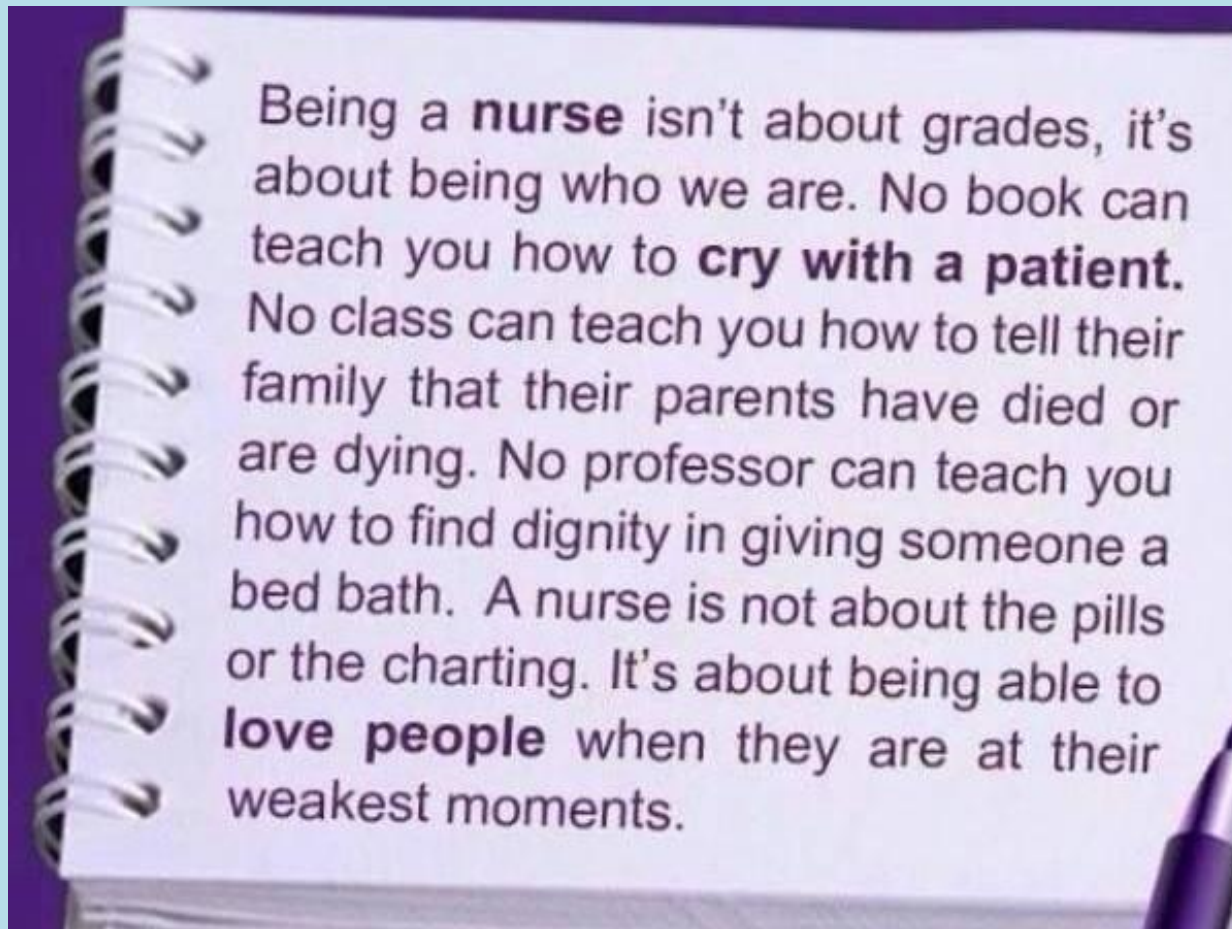 Being a nurse isn't about grades, it's
about being who we are. No book can
teach you how to cry with a patient.
No class can teach you how to tell their
family that their parents have died or
are dying. No professor can teach you
how to find dignity in giving someone a
bed bath.  A nurse is not about the pills
or the charting. It's about being able to
love people when they are at their
weakest moments.